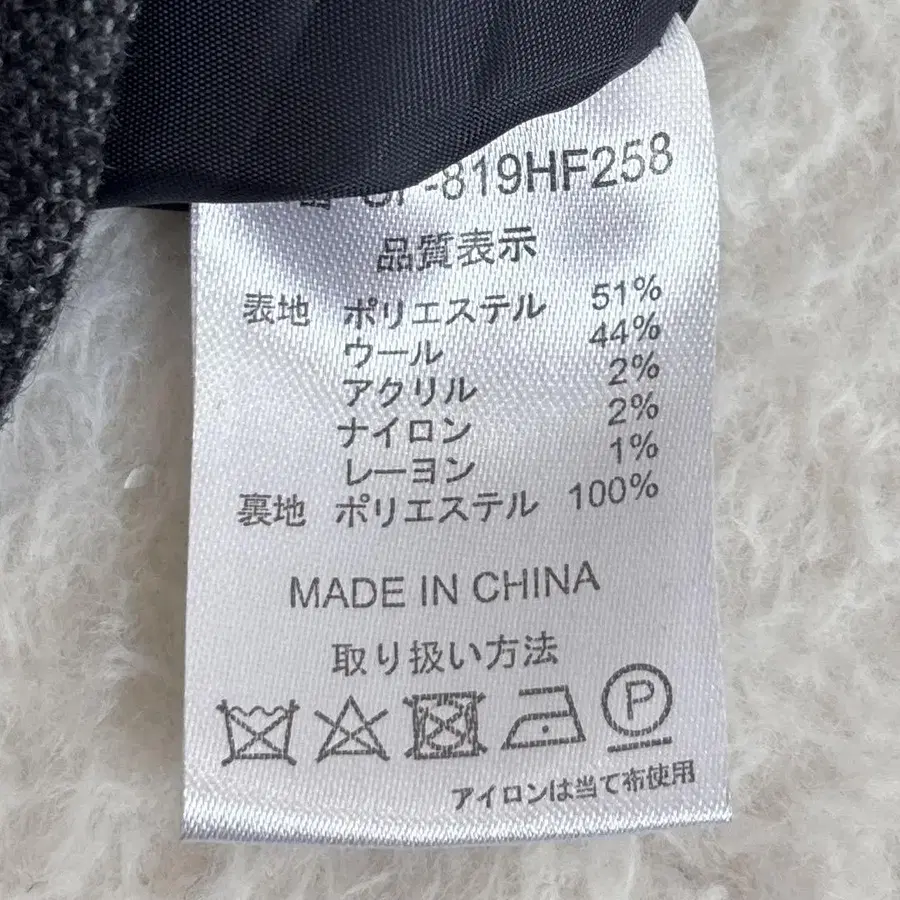 -819HF258
品質表示
表地 ポリエステル 51%
ウール 44%
アクリル 2%
ナイロン 2%
レーヨン 1%
裏地 ポリエステル 100%
MADE IN CHINA
取り扱い方法
P
アイロンは当て布使用